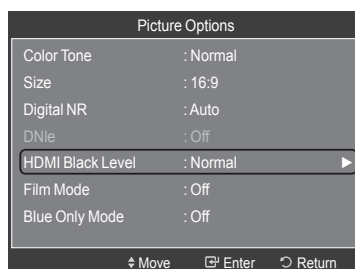 Picture Options
Color Tone : Normal
Size : 16:9
Digital NR : Auto
DNIe : Off
HDMI Black Level : Normal ►
Film Mode : Off
Blue Only Mode : Off
Move Enter Return